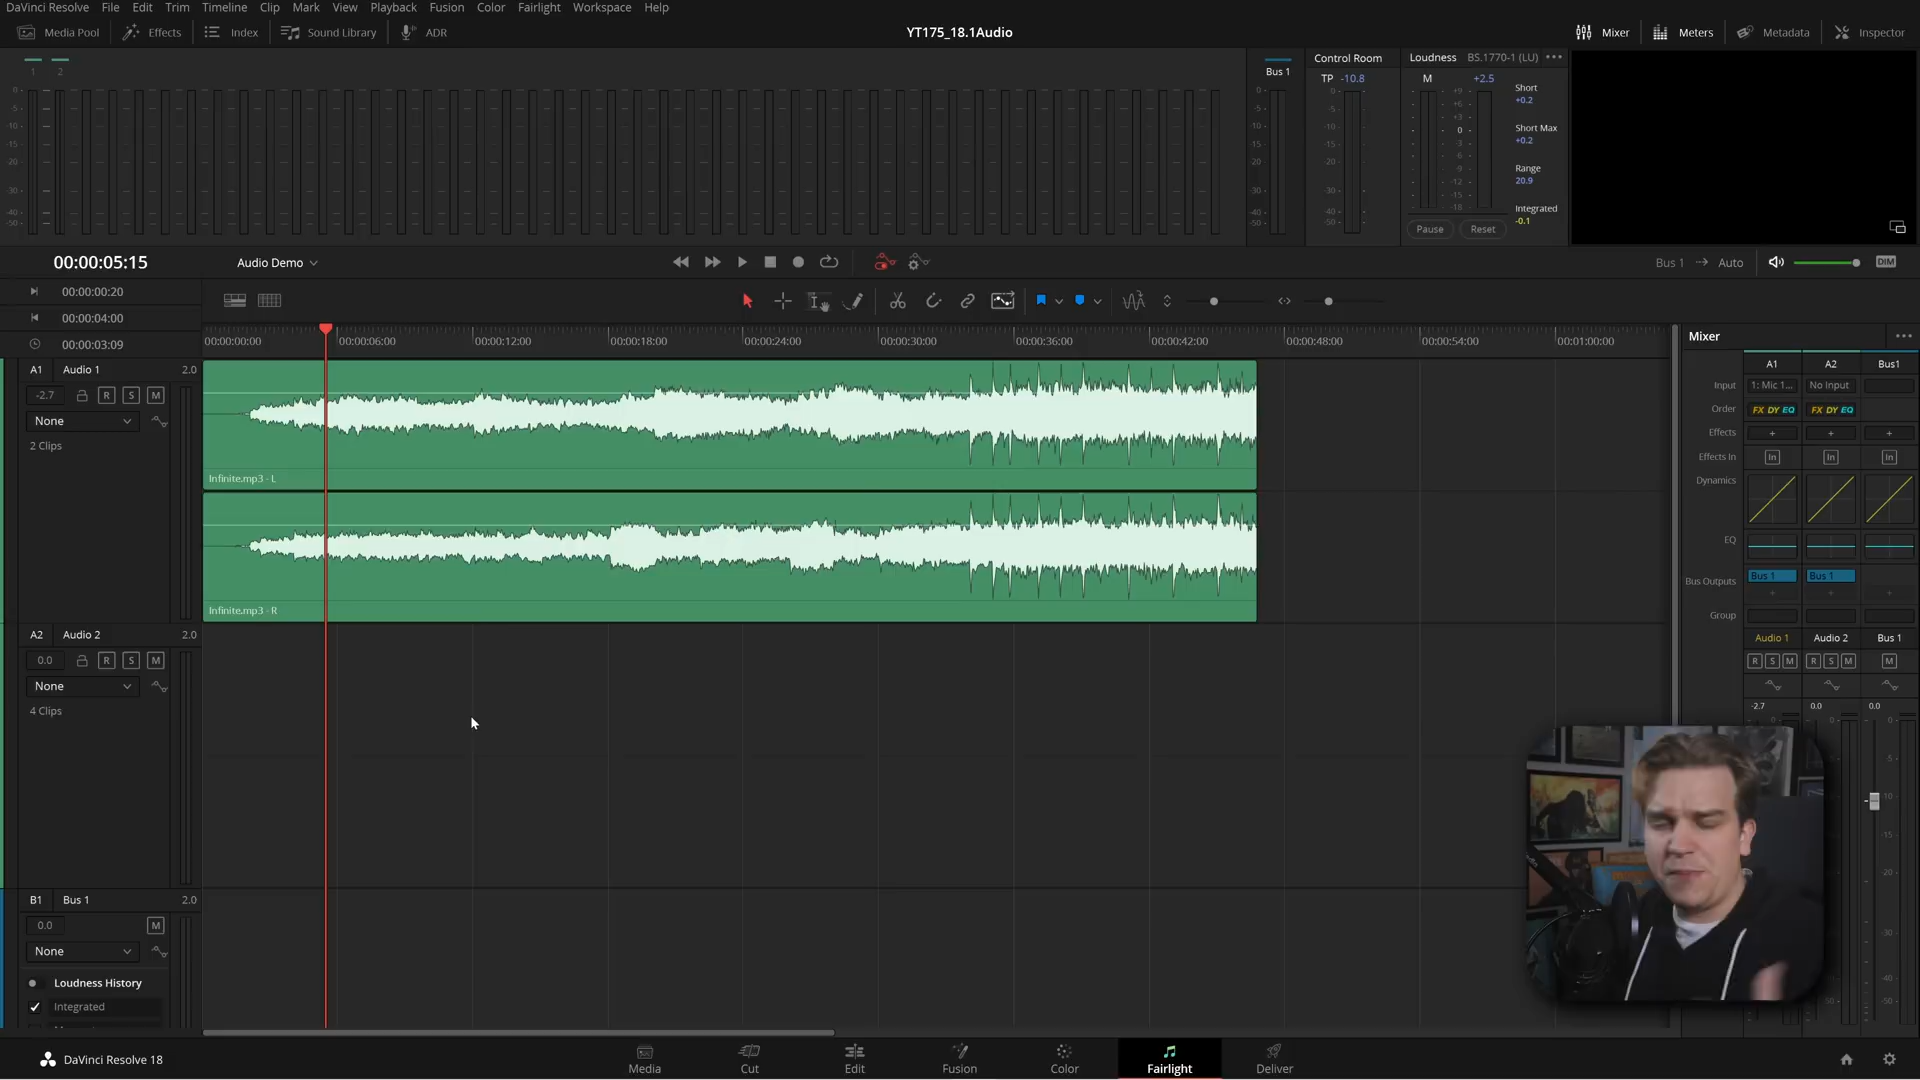 DaVinci Resolve File Edit Trim Timeline Clip Mark View Playback Fusion Color Fairlight Workspace Help
Media Pool Effects Index Sound Library ADR
YT175_18.1Audio
Mixer Meters Metadata Inspector
1 2
Bus 1
Control Room
TP -10.8
Loudness BS.1770-1 (LU)
M +2.5
Short
+0.2
Short Max
+0.2
Range
20.9
Integrated
-0.1
Pause Reset
00:00:05:15
Audio Demo
Bus 1 Auto DIM
00:00:00:20
00:00:04:00
00:00:03:09
00:00:00:00 00:00:06:00 00:00:12:00 00:00:18:00 00:00:24:00 00:00:30:00 00:00:36:00 00:00:42:00 00:00:48:00 00:00:54:00 00:01:00:00
A1 Audio 1 2.0
-2.7 R S M
None
2 Clips
Infinite.mp3 - L
Infinite.mp3 - R
A2 Audio 2 2.0
0.0 R S M
None
4 Clips
B1 Bus 1 2.0
0.0 M
None
Loudness History
Integrated
Mixer
A1 A2 Bus1
Input 1: Mic 1... No Input
Order FX DY EQ FX DY EQ
Effects + + +
Effects In In In In
Dynamics
EQ
Bus Outputs Bus 1 Bus 1
Group
Audio 1 Audio 2 Bus 1
R S M R S M M
-2.7 0.0 0.0
DaVinci Resolve 18
Media Cut Edit Fusion Color Fairlight Deliver